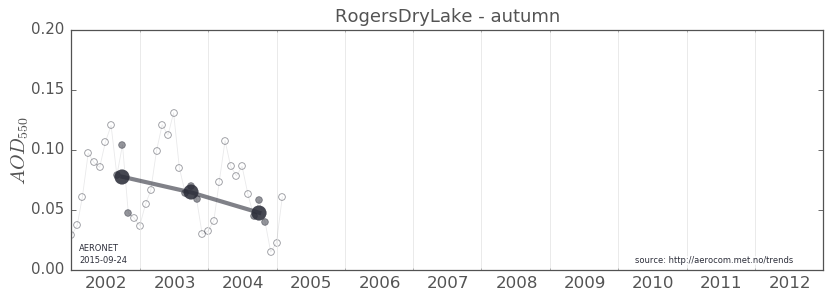 RogersDryLake - autumn
0.20
0.15
0.10
0.05
0.00
AOD550
AERONET
2015-09-24
source: http://aerocom.met.no/trends
2002 2003 2004 2005 2006 2007 2008 2009 2010 2011 2012